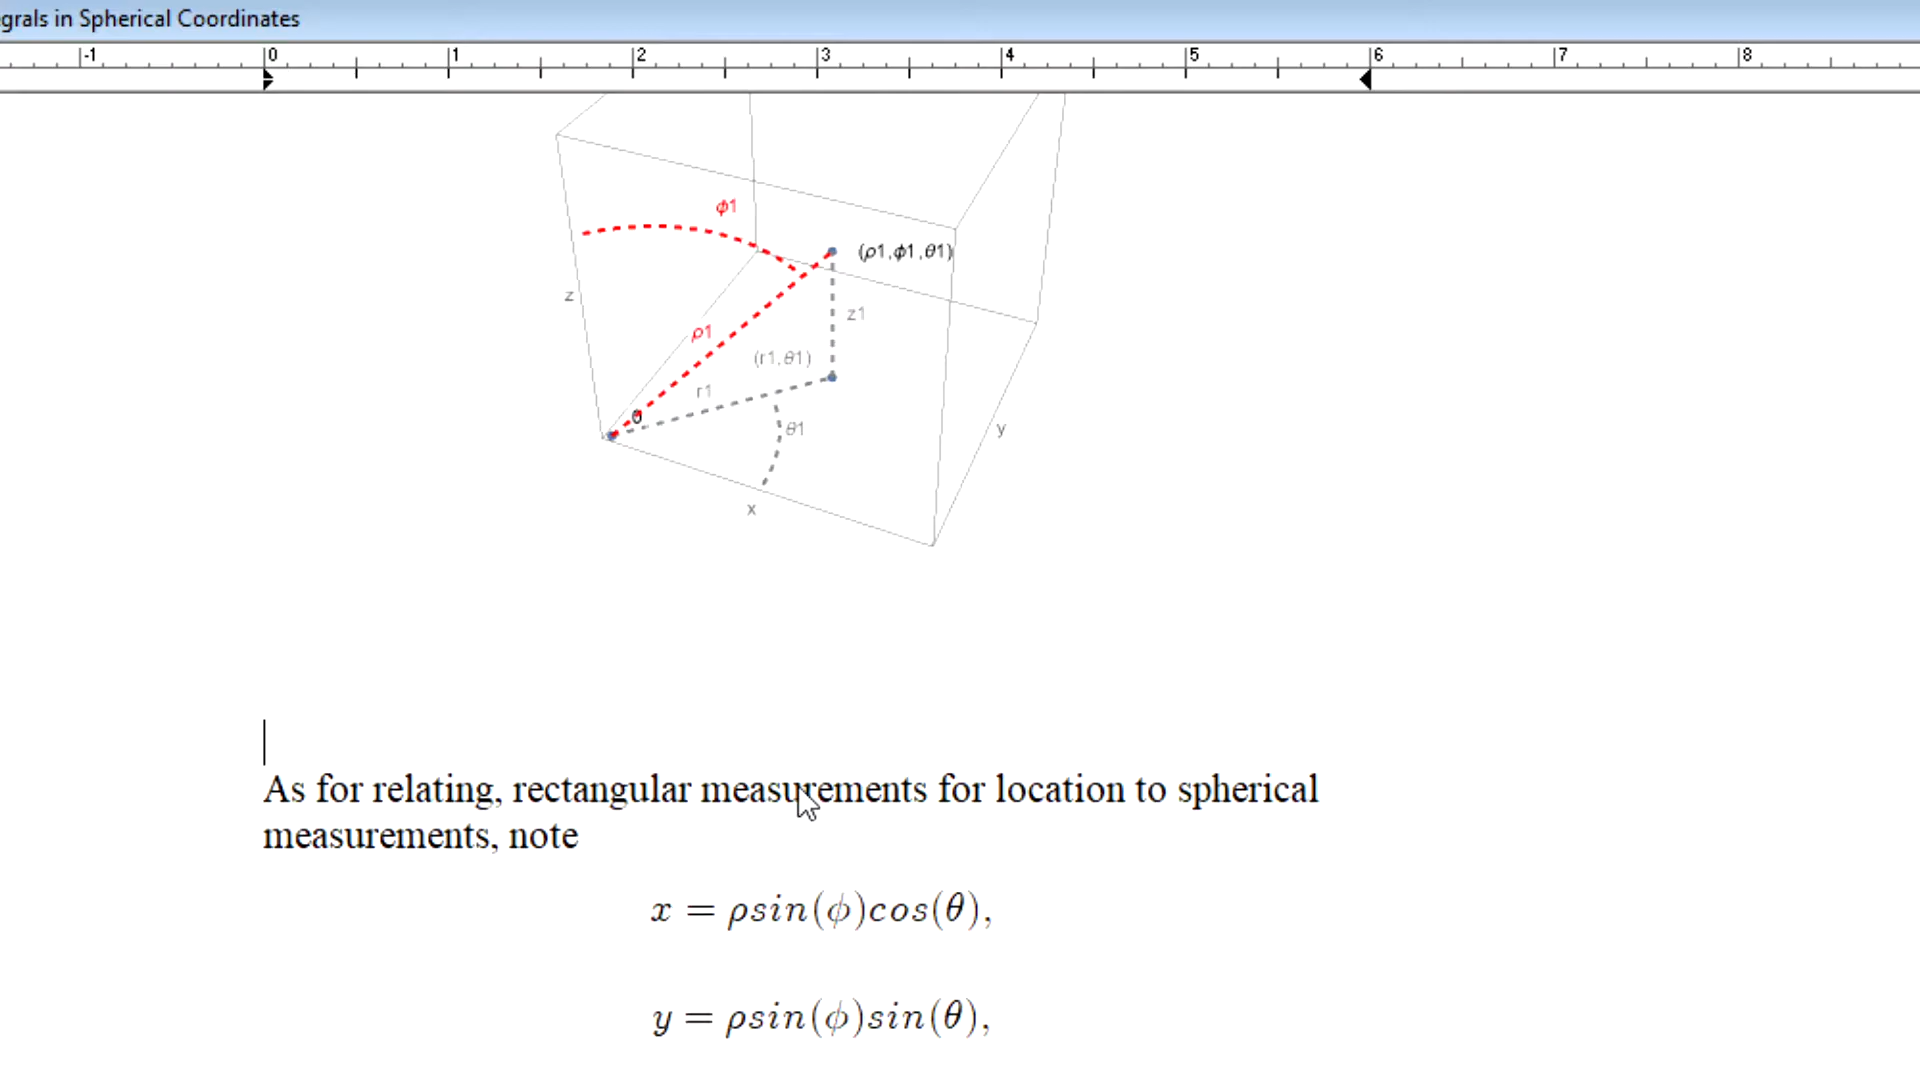 grals in Spherical Coordinates
-1 0 1 2 3 4 5 6 7 8
ϕ1
(ρ1,ϕ1,θ1)
z
z1
ρ1
(r1,θ1)
r1
0
θ1
y
x
As for relating, rectangular measurements for location to spherical
measurements, note
x = ρsin(ϕ)cos(θ),
y = ρsin(ϕ)sin(θ),